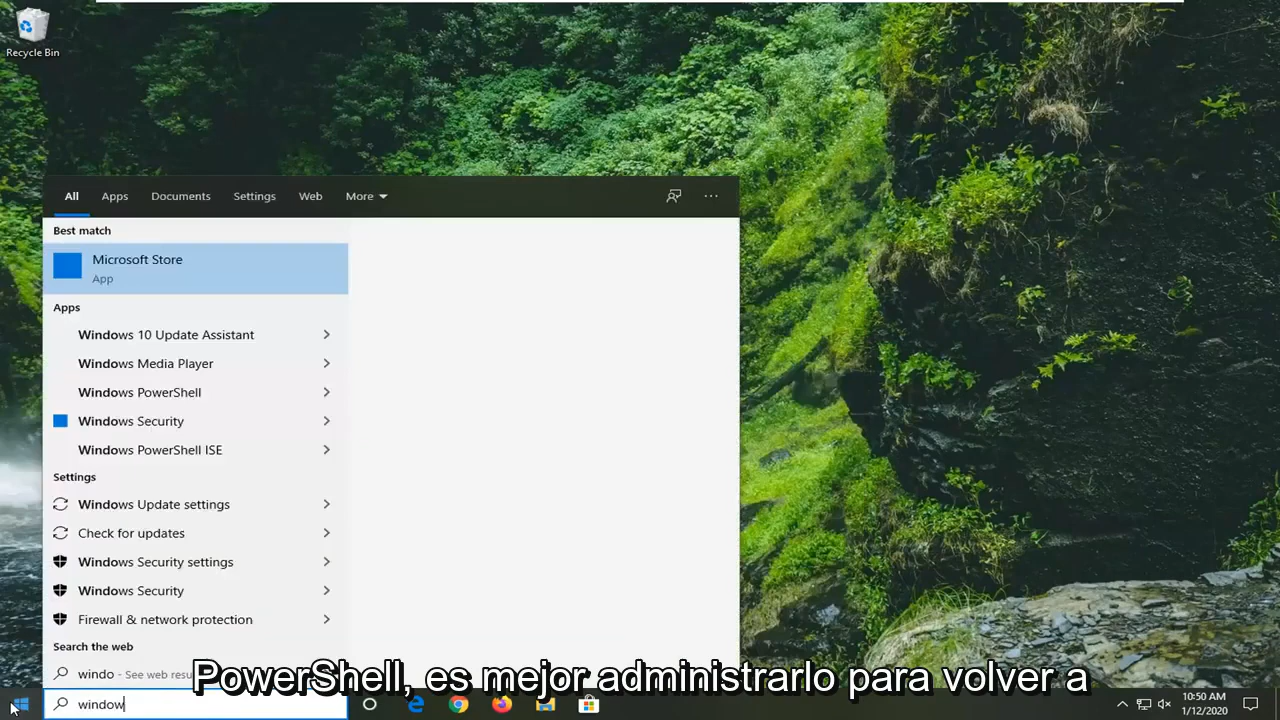 Recycle Bin
All Apps Documents Settings Web More
Best match
Microsoft Store
App
Apps
Windows 10 Update Assistant
Windows Media Player
Windows PowerShell
Windows Security
Windows PowerShell ISE
Settings
Windows Update settings
Check for updates
Windows Security settings
Windows Security
Firewall & network protection
Search the web
windo - See web resu
PowerShell, es mejor administrarlo para volver a
window
10:50 AM
1/12/2020